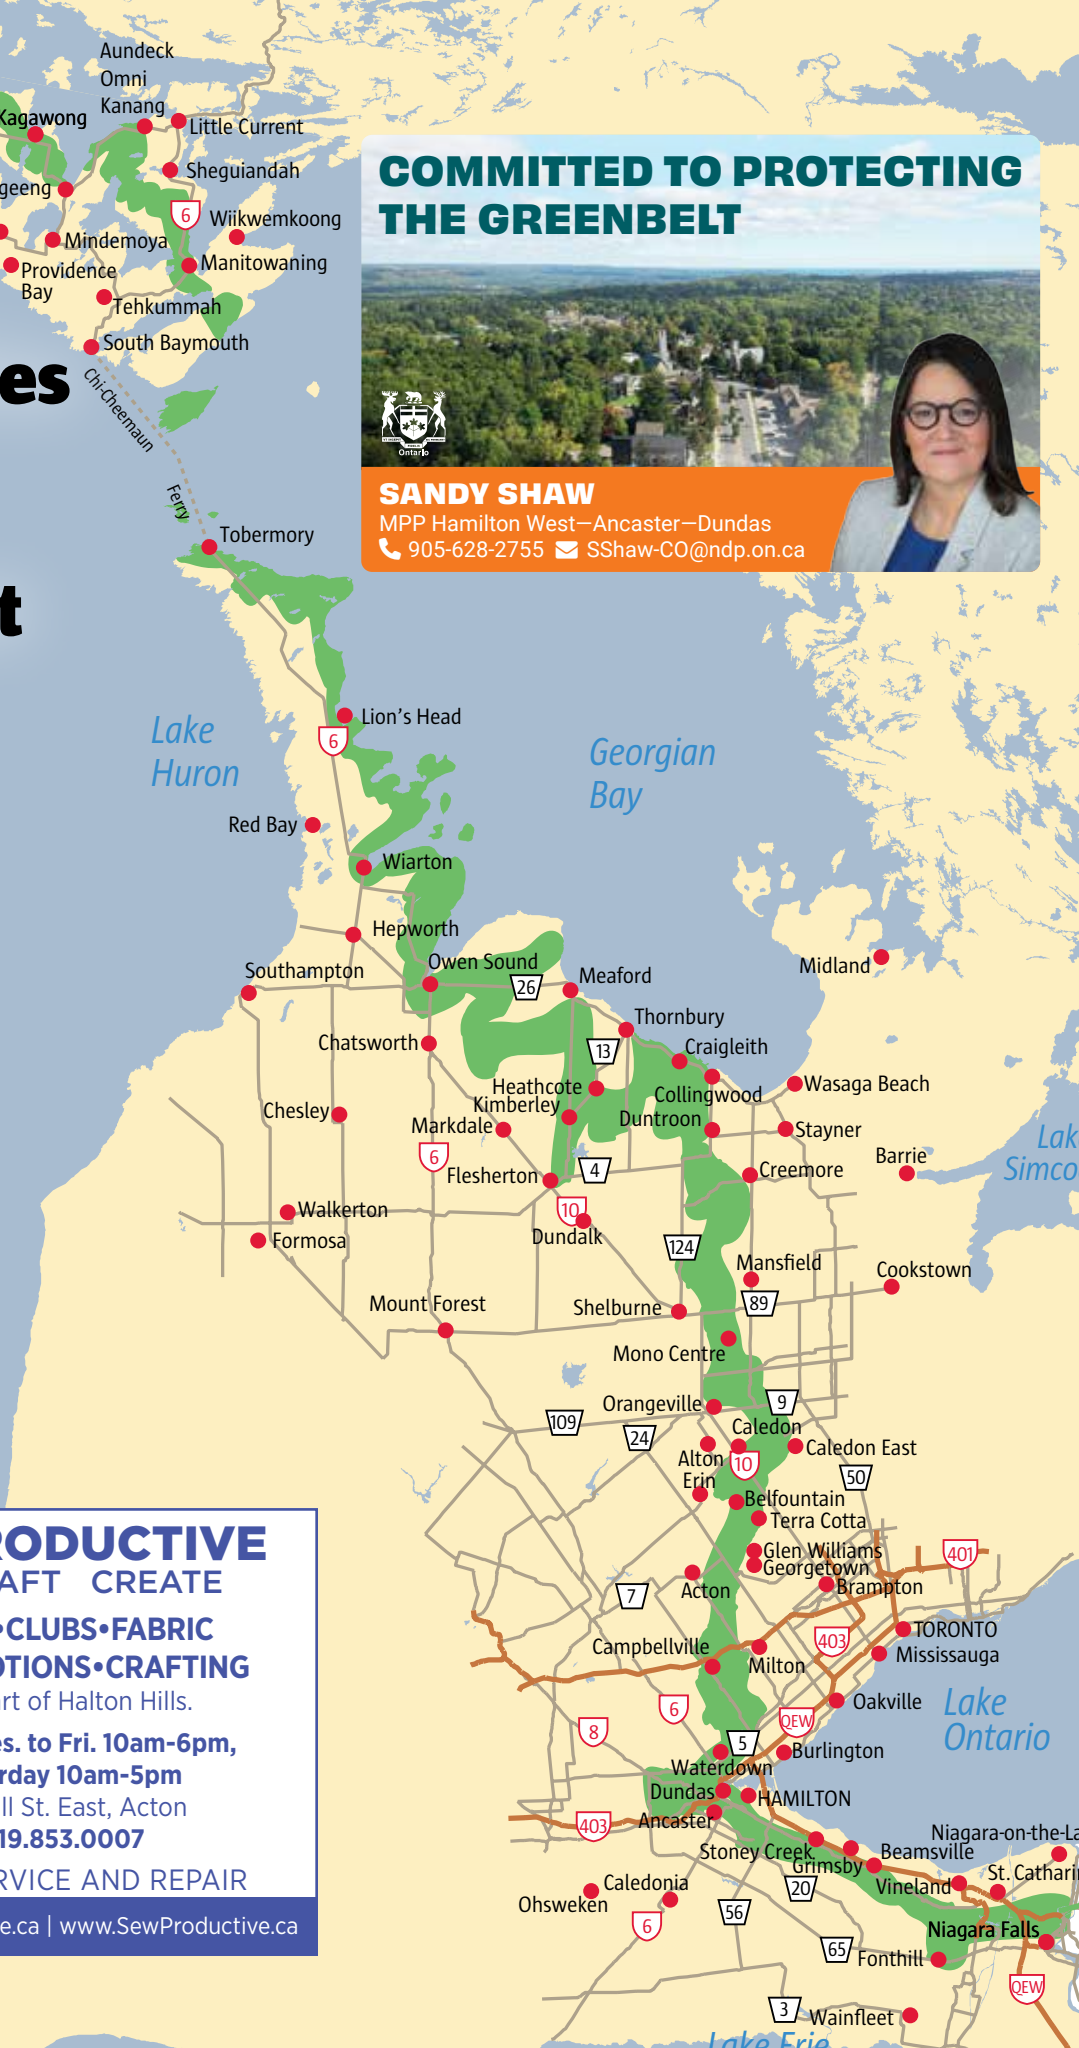 Aundeck
Omni
Kanang
Kagawong
Little Current
Sheguiandah
geeng
6
Wiikwemkoong
Mindemoya
Manitowaning
Providence
Bay
Tehkummah
South Baymouth
es
Chi-Cheemaun
Ferry
COMMITTED TO PROTECTING
THE GREENBELT
Ontario
SANDY SHAW
MPP Hamilton West—Ancaster—Dundas
905-628-2755 SShaw-CO@ndp.on.ca
Tobermory
t
Lion's Head
Lake
Huron
6
Georgian
Bay
Red Bay
Wiarton
Hepworth
Owen Sound
Southampton
26
Meaford
Midland
Thornbury
Chatsworth
13
Craigleith
Heathcote
Collingwood
Wasaga Beach
Kimberley
Chesley
Markdale
Duntroon
Stayner
Lak
Simco
6
Flesherton
4
Creemore
Barrie
Walkerton
10
Dundalk
Formosa
124
Mansfield
Cookstown
Mount Forest
Shelburne
89
Mono Centre
Orangeville
9
109
24
Caledon
Caledon East
Alton
10
Erin
50
Belfountain
Terra Cotta
Glen Williams
Georgetown
401
Acton
Brampton
7
TORONTO
403
Campbellville
Milton
Mississauga
6
Oakville
Lake
Ontario
8
QEW
5
Burlington
Waterdown
Dundas
HAMILTON
403
Ancaster
Stoney Creek
Grimsby
Beamsville
Niagara-on-the-La
Vineland
St. Cathari
Caledonia
Ohsweken
20
56
6
Niagara Falls
65
Fonthill
QEW
3
Wainfleet
Lake Erie
RODUCTIVE
AFT CREATE
•CLUBS•FABRIC
OTIONS•CRAFTING
art of Halton Hills.
es. to Fri. 10am-6pm,
rday 10am-5pm
ll St. East, Acton
19.853.0007
RVICE AND REPAIR
e.ca | www.SewProductive.ca